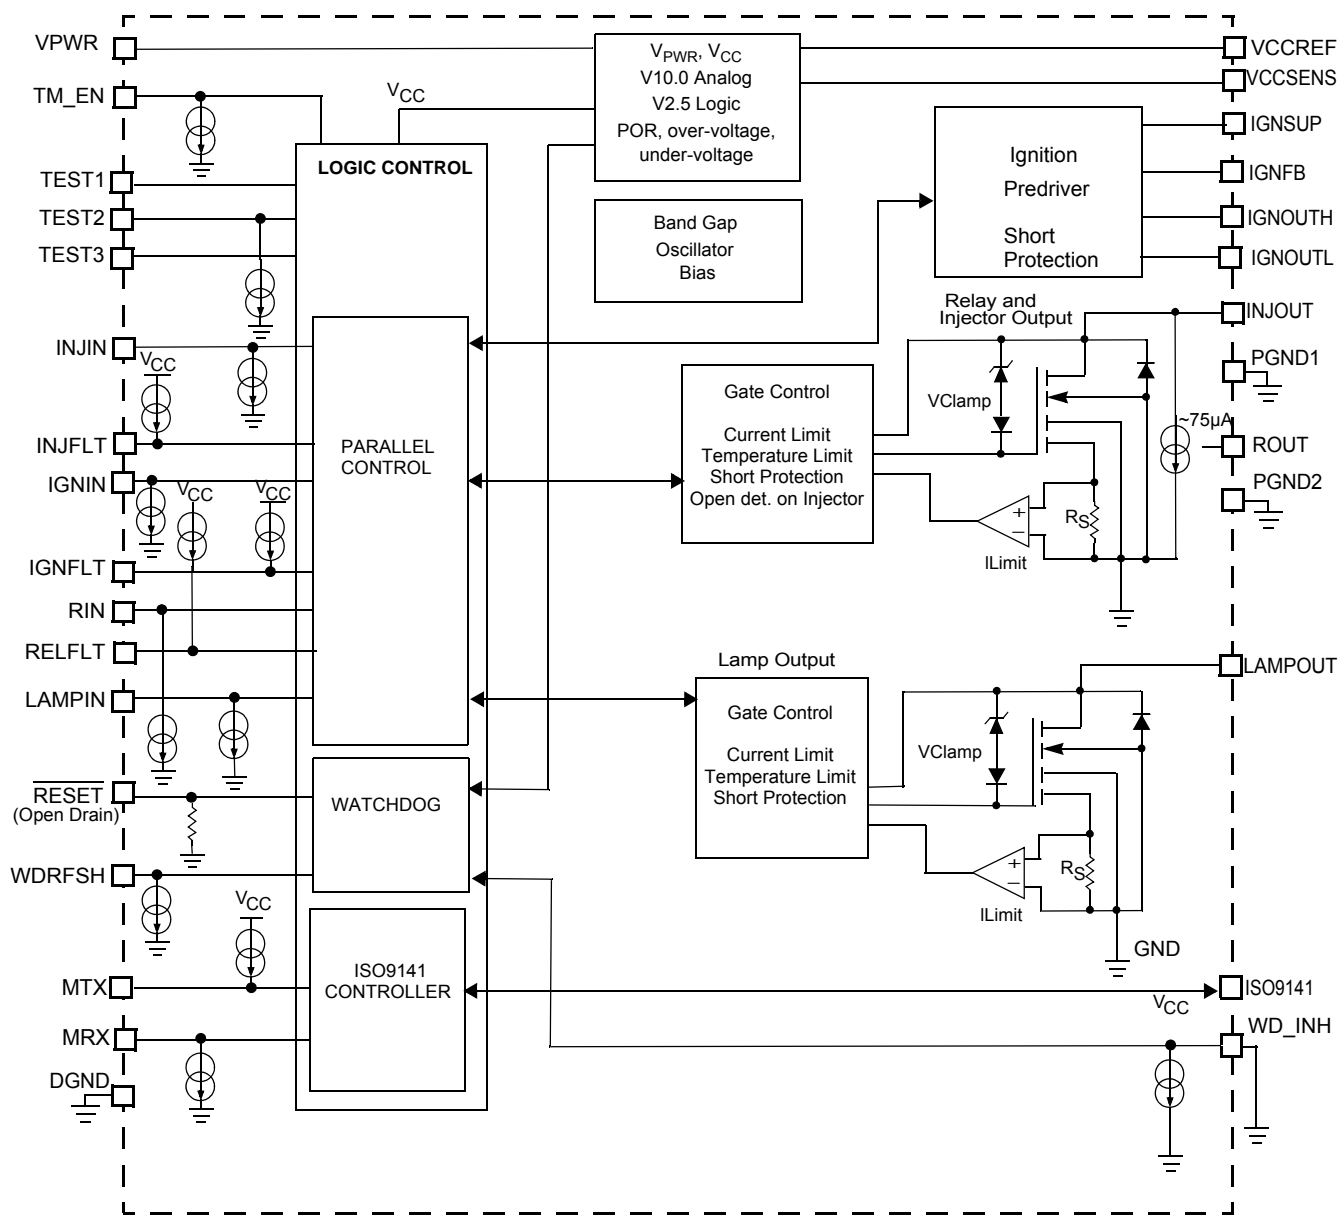 VPWR
TM_EN
TEST1
TEST2
TEST3
INJIN
VCC
INJFLT
IGNIN
VCC
VCC
IGNFLT
RIN
RELFLT
LAMPIN
RESET
(Open Drain)
WDRFSH
VCC
MTX
MRX
DGND
VCC
LOGIC CONTROL
PARALLEL
CONTROL
WATCHDOG
ISO9141
CONTROLLER
VPWR, VCC
V10.0 Analog
V2.5 Logic
POR, over-voltage,
under-voltage
Band Gap
Oscillator
Bias
Ignition
Predriver
Short
Protection
Relay and
Injector Output
Gate Control
Current Limit
Temperature Limit
Short Protection
Open det. on Injector
VClamp
+
–
RS
ILimit
~75µA
Lamp Output
Gate Control
Current Limit
Temperature Limit
Short Protection
VClamp
+
–
RS
ILimit
GND
VCC
VCCREF
VCCSENS
IGNSUP
IGNFB
IGNOUTH
IGNOUTL
INJOUT
PGND1
ROUT
PGND2
LAMPOUT
ISO9141
WD_INH